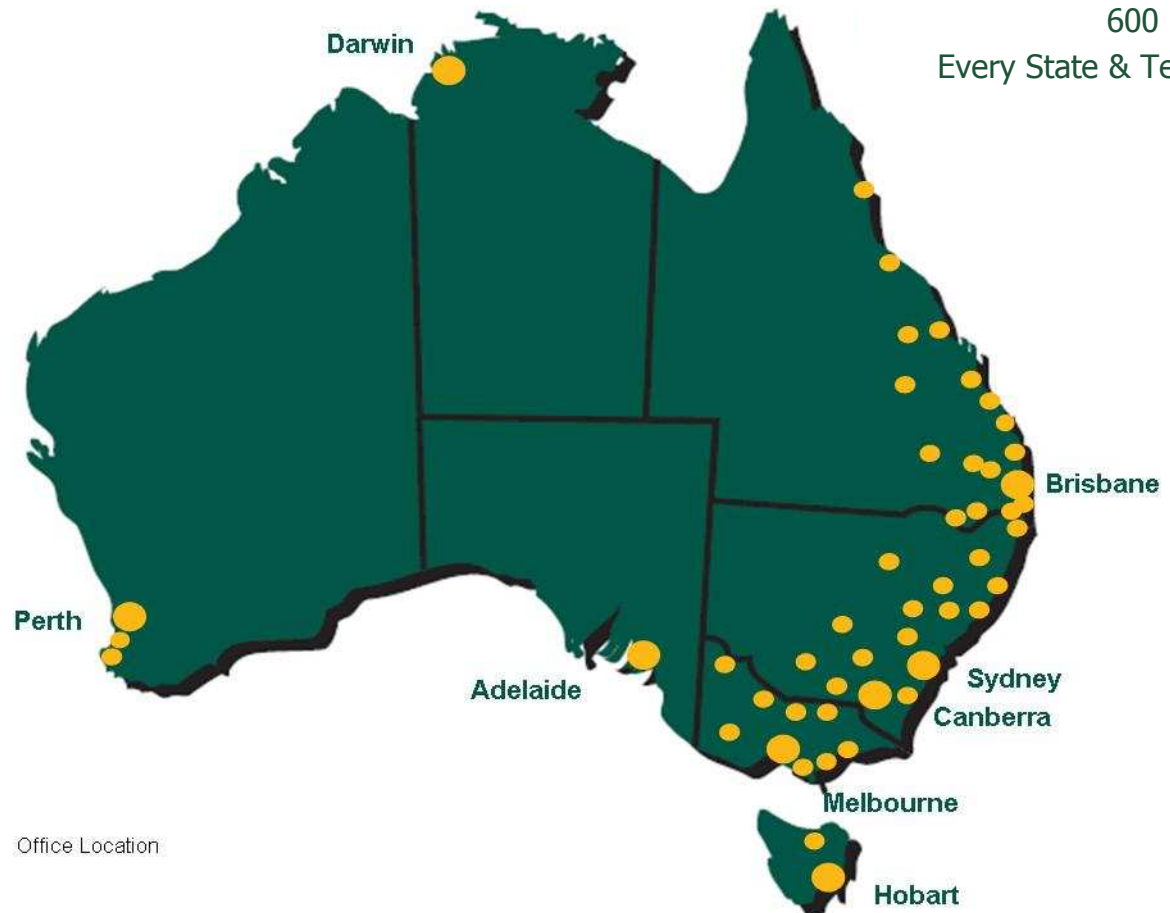 600
Every State & Te
Darwin
Brisbane
Perth
Adelaide
Sydney
Canberra
Melbourne
Office Location
Hobart